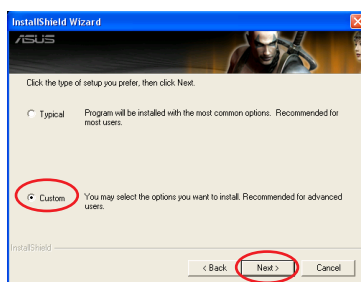 InstallShield Wizard
ASUS
Click the type of setup you prefer, then click Next.
Typical
Program will be installed with the most common options. Recommended for
most users.
Custom
You may select the options you want to install. Recommended for advanced
users.
InstallShield
< Back
Next >
Cancel